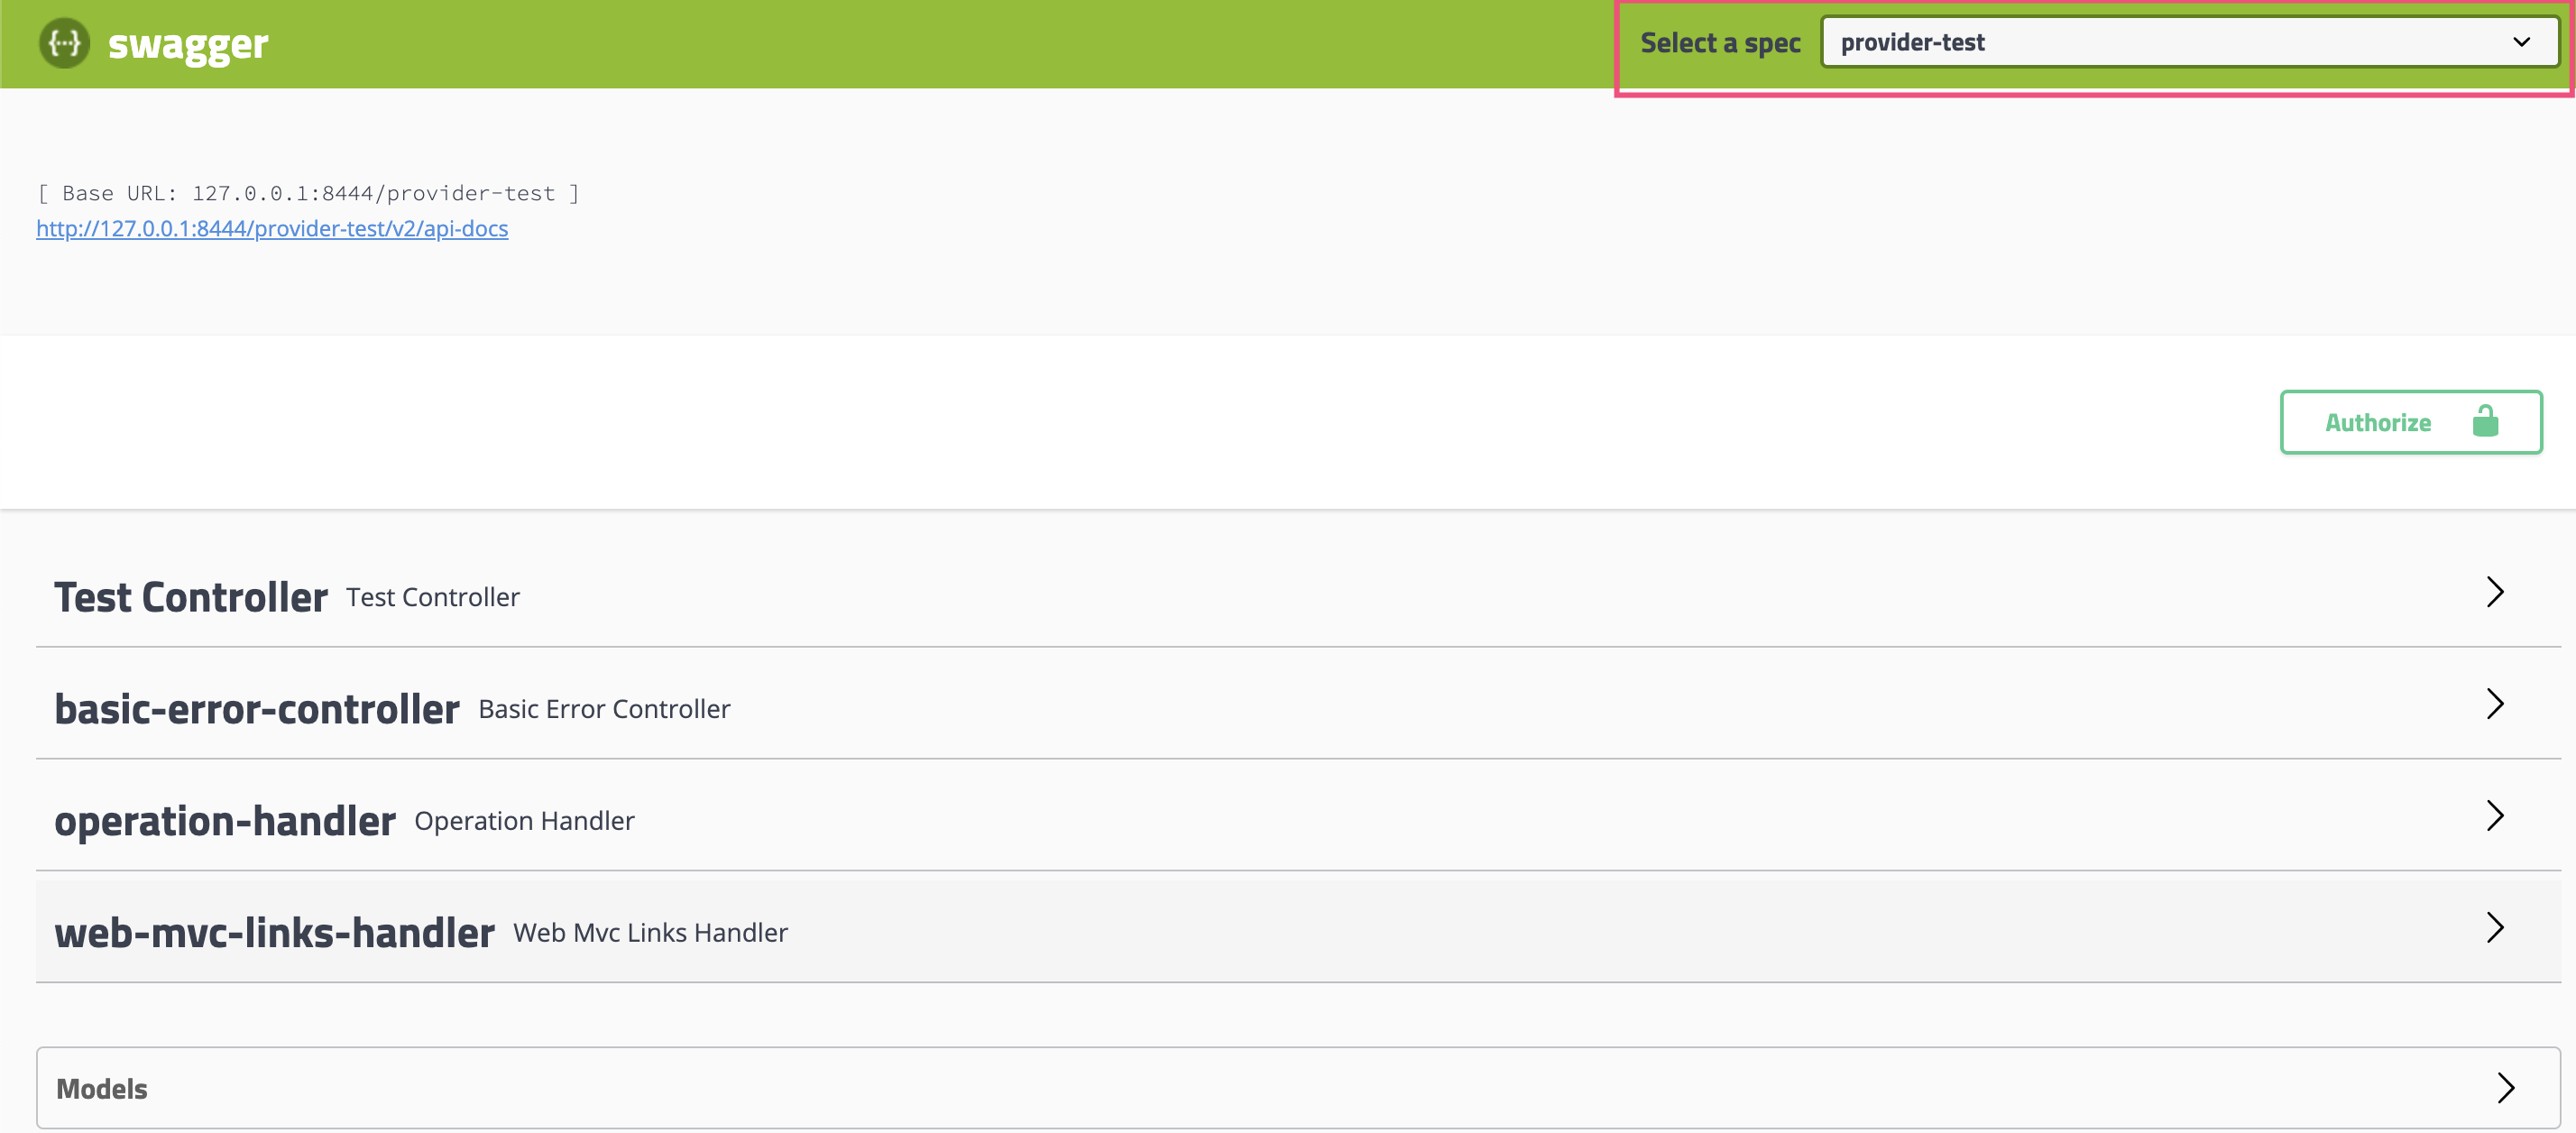 {···} swagger
Select a spec provider-test
[ Base URL: 127.0.0.1:8444/provider-test ]
http://127.0.0.1:8444/provider-test/v2/api-docs
Authorize
Test Controller Test Controller
basic-error-controller Basic Error Controller
operation-handler Operation Handler
web-mvc-links-handler Web Mvc Links Handler
Models